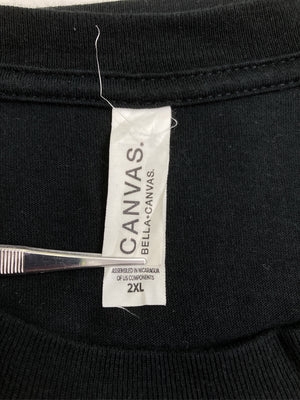 CANVAS.
BELLA+CANVAS.
ASSEMBLED IN NICARAGUA
OF US COMPONENTS
2XL